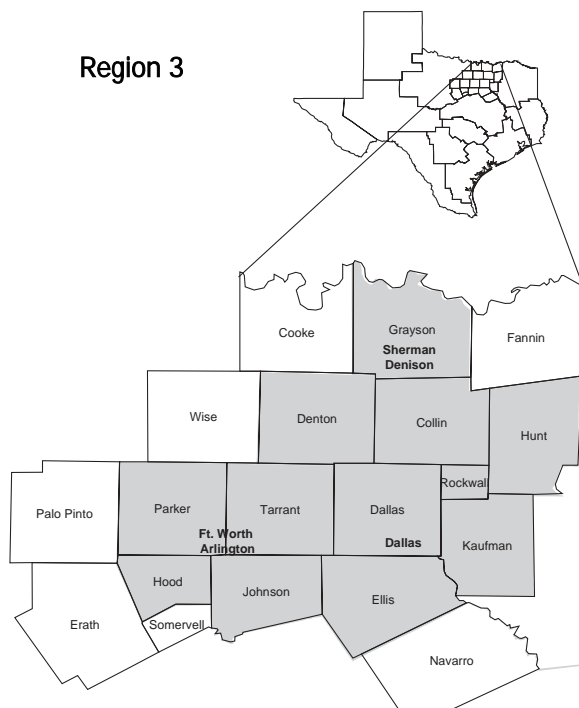 Region 3
Cooke
Grayson
Sherman
Denison
Fannin
Wise
Denton
Collin
Hunt
Rockwall
Palo Pinto
Parker
Tarrant
Dallas
Ft. Worth
Arlington
Dallas
Kaufman
Hood
Johnson
Ellis
Erath
Somervell
Navarro